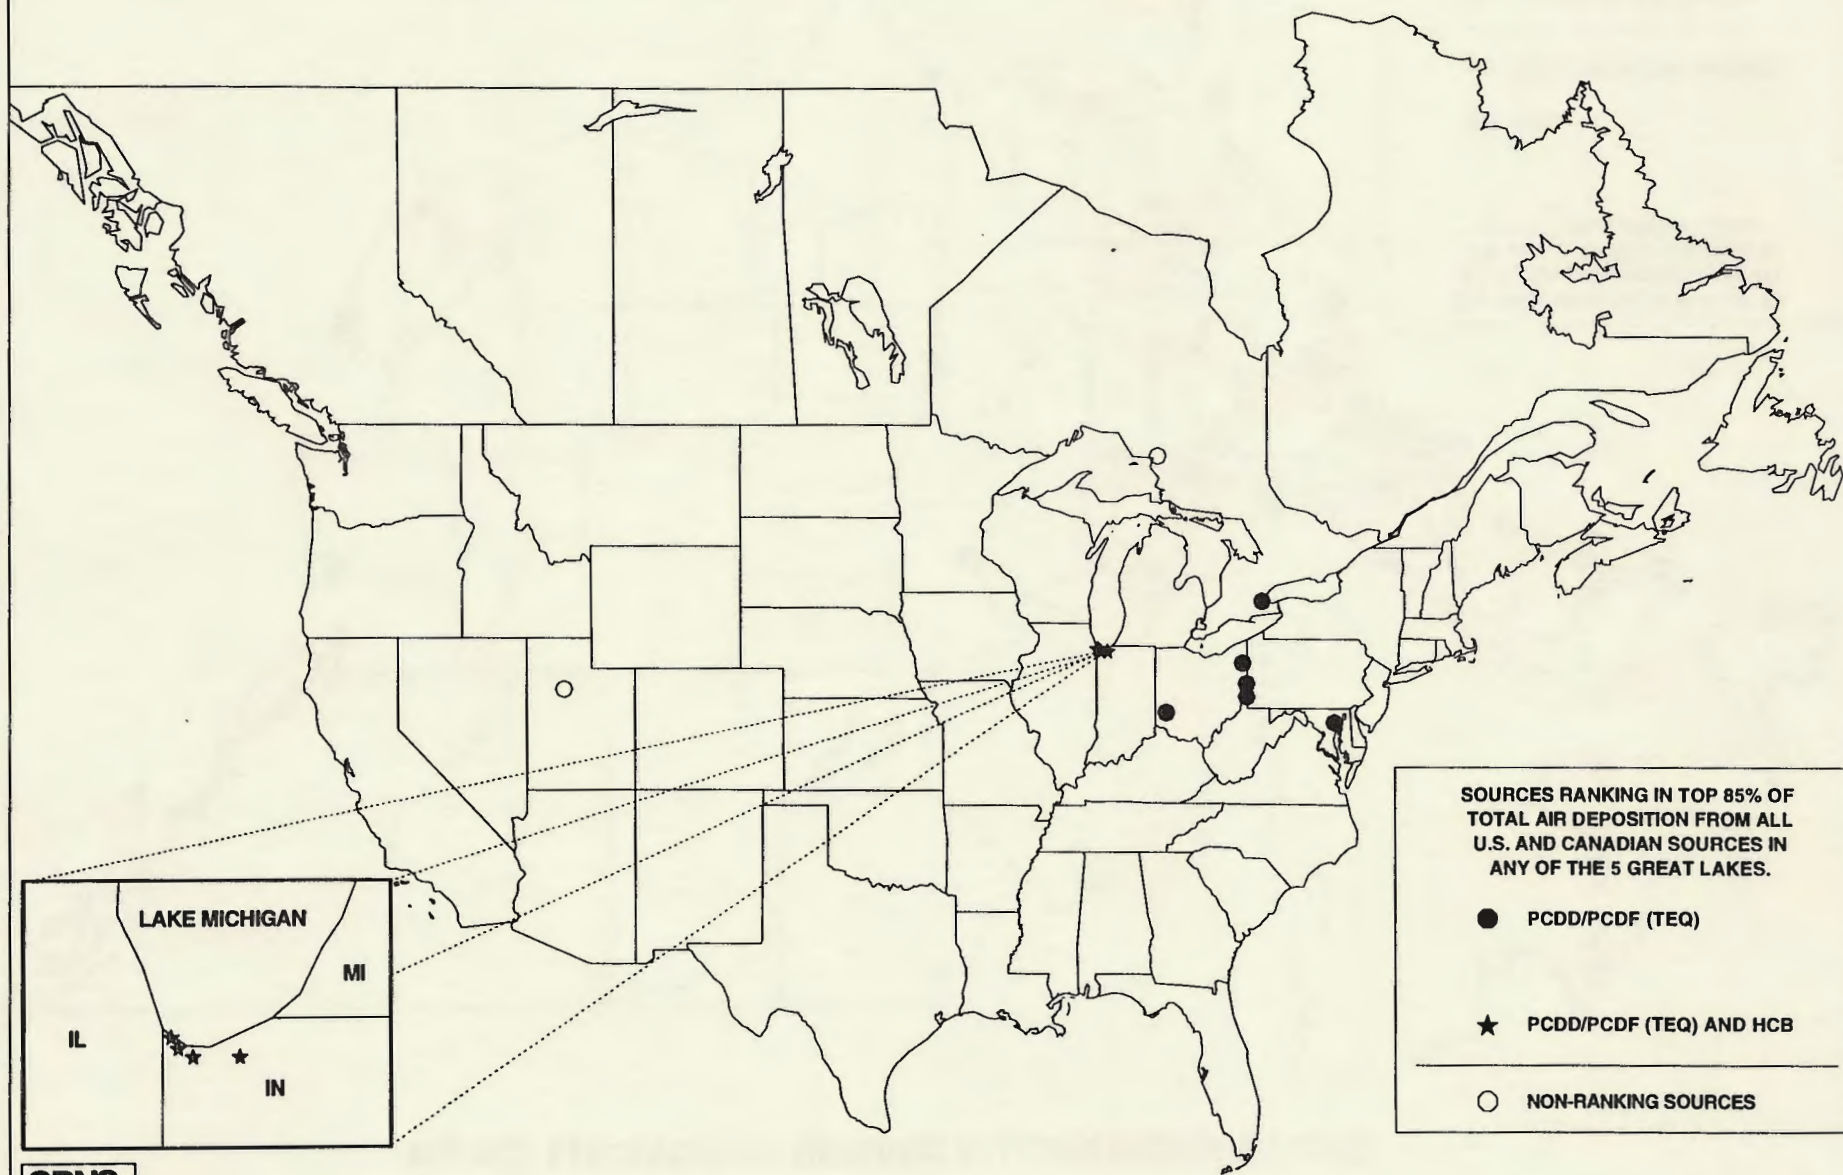 LAKE MICHIGAN
MI
IL
IN
SOURCES RANKING IN TOP 85% OF
TOTAL AIR DEPOSITION FROM ALL
U.S. AND CANADIAN SOURCES IN
ANY OF THE 5 GREAT LAKES.
PCDD/PCDF (TEQ)
PCDD/PCDF (TEQ) AND HCB
NON-RANKING SOURCES